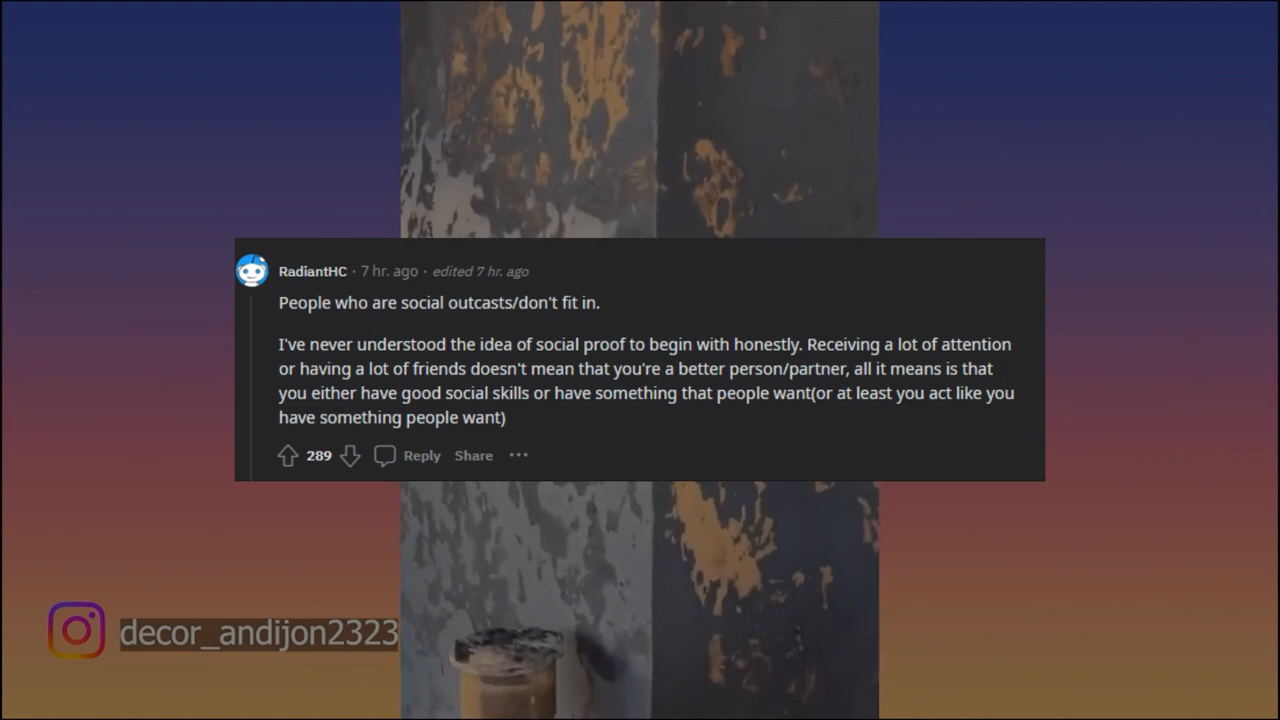 RadiantHC · 7 hr. ago · edited 7 hr. ago
People who are social outcasts/don't fit in.
I've never understood the idea of social proof to begin with honestly. Receiving a lot of attention
or having a lot of friends doesn't mean that you're a better person/partner, all it means is that
you either have good social skills or have something that people want(or at least you act like you
have something people want)
289 Reply Share ···
decor_andijon2323